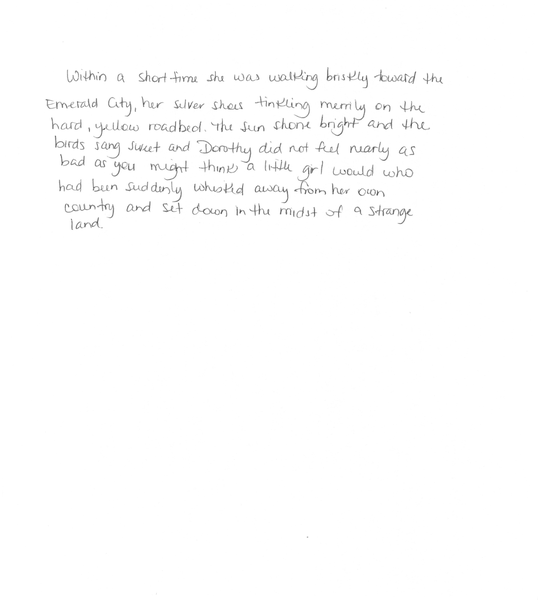 Within a short time she was walking briskly toward the
Emerald City, her silver shoes tinkling merrily on the
hard, yellow roadbed. The sun shone bright and the
birds sang sweet and Dorothy did not feel nearly as
bad as you might think a little girl would who
had been suddenly whisked away from her own
country and set down in the midst of a strange
land.